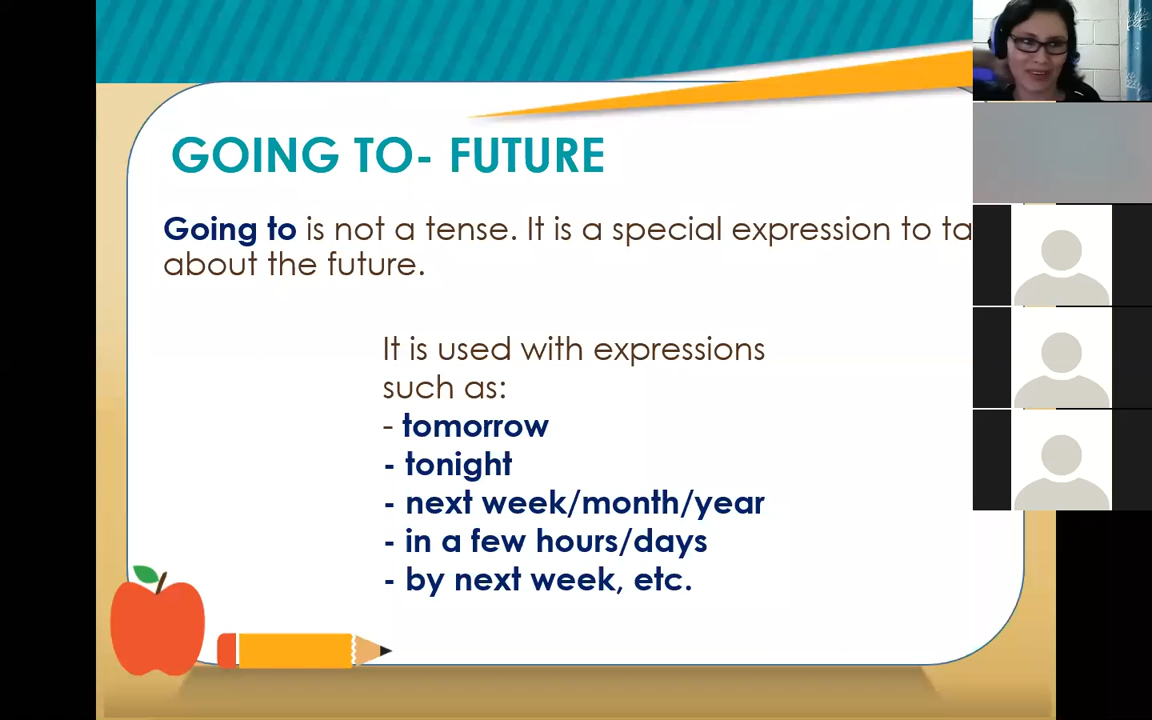 GOING TO- FUTURE
Going to is not a tense. It is a special expression to
about the future.
It is used with expressions
such as:
- tomorrow
- tonight
- next week/month/year
- in a few hours/days
- by next week, etc.